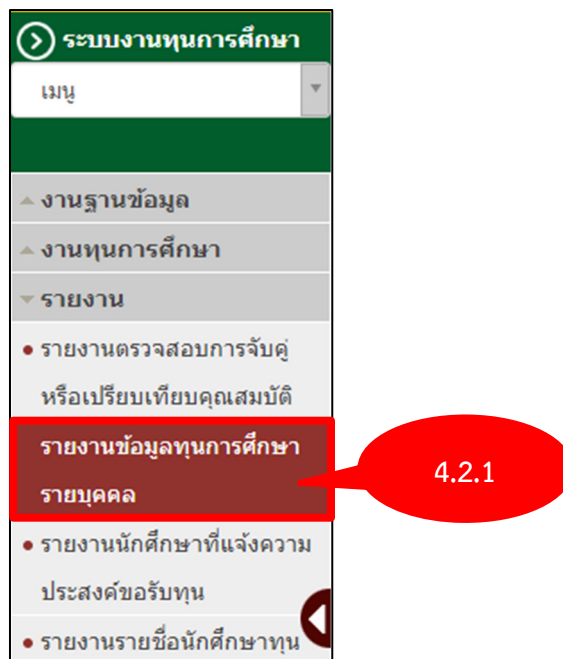 ระบบงานทุนการศึกษา
เมนู
งานฐานข้อมูล
งานทุนการศึกษา
รายงาน
รายงานตรวจสอบการจับคู่
หรือเปรียบเทียบคุณสมบัติ
รายงานข้อมูลทุนการศึกษา
รายบุคคล
4.2.1
รายงานนักศึกษาที่แจ้งความ
ประสงค์ขอรับทุน
รายงานรายชื่อนักศึกษาทุน